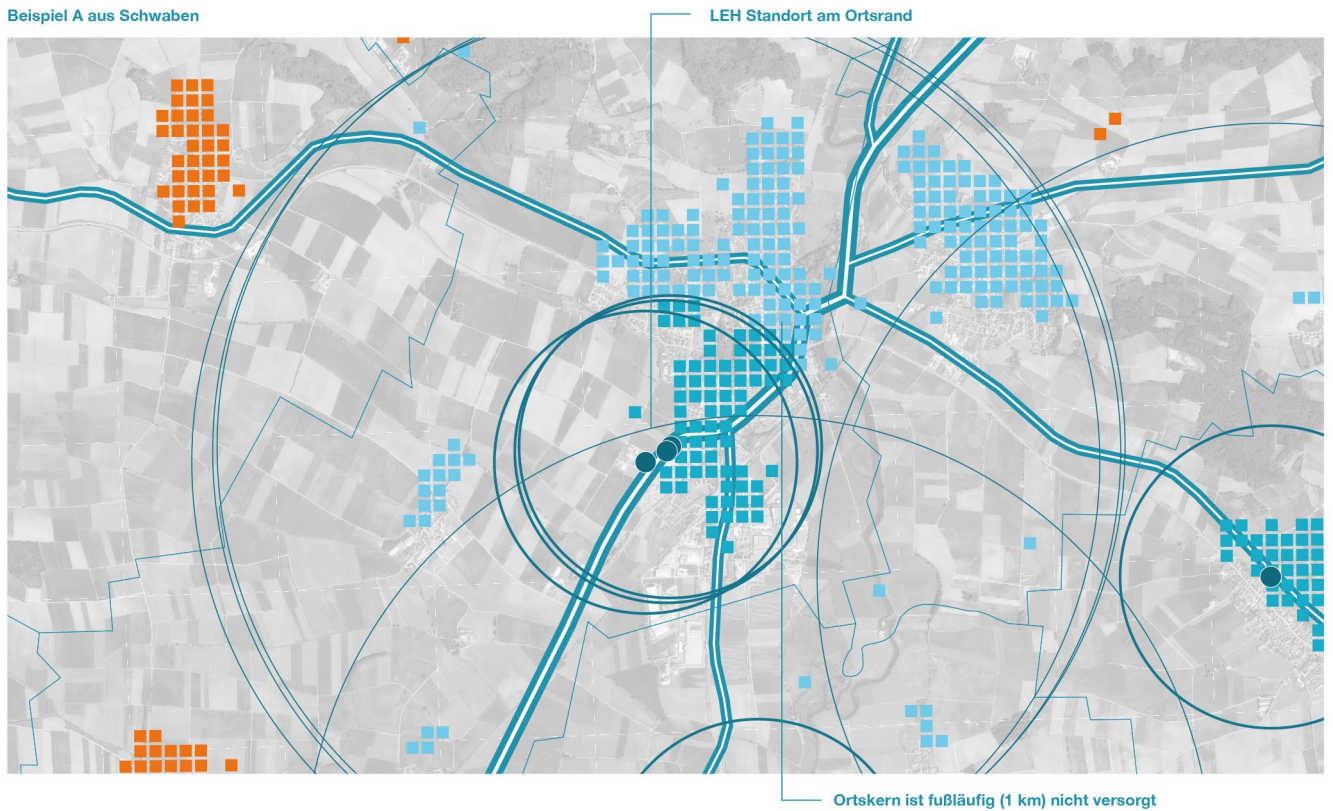 Beispiel A aus Schwaben
LEH Standort am Ortsrand
Ortskern ist fußläufig (1 km) nicht versorgt